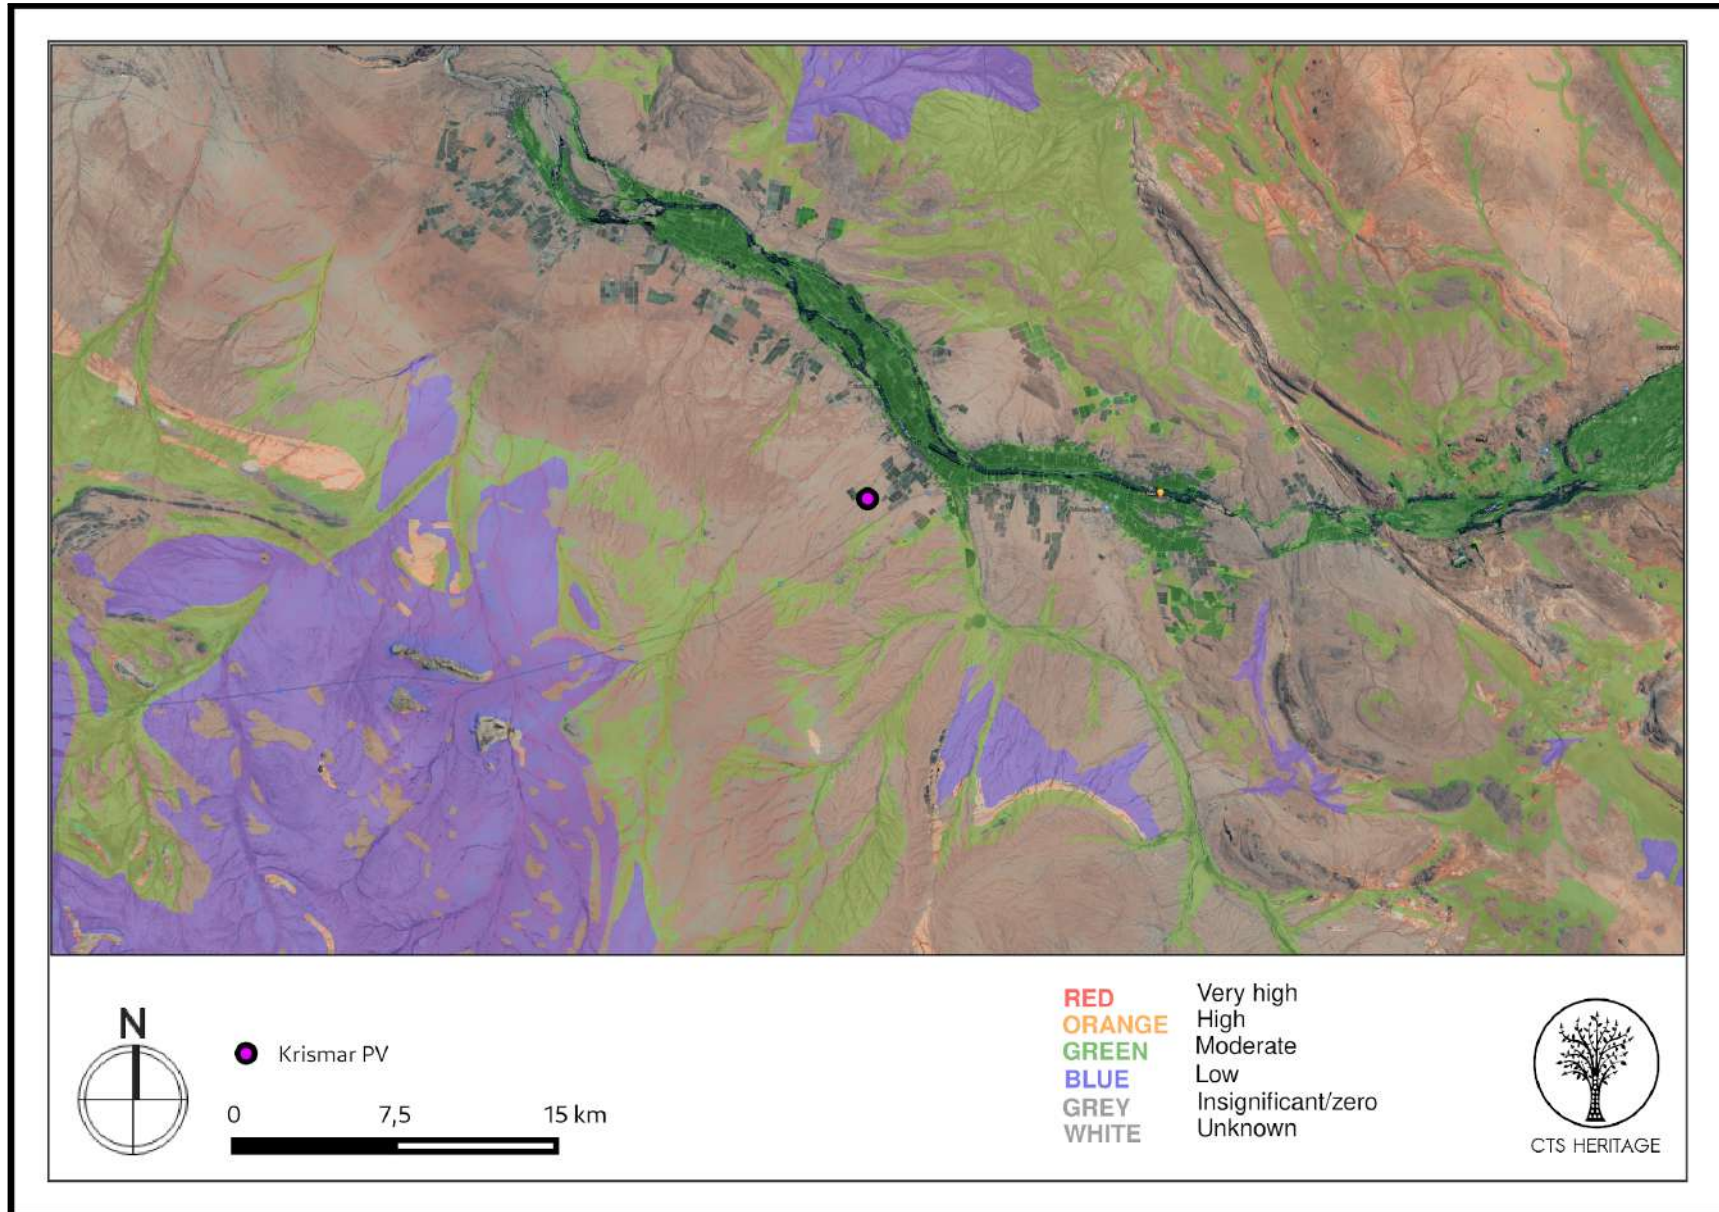 N
Krismar PV
0 7,5 15 km
RED Very high
ORANGE High
GREEN Moderate
BLUE Low
GREY Insignificant/zero
WHITE Unknown
CTS HERITAGE